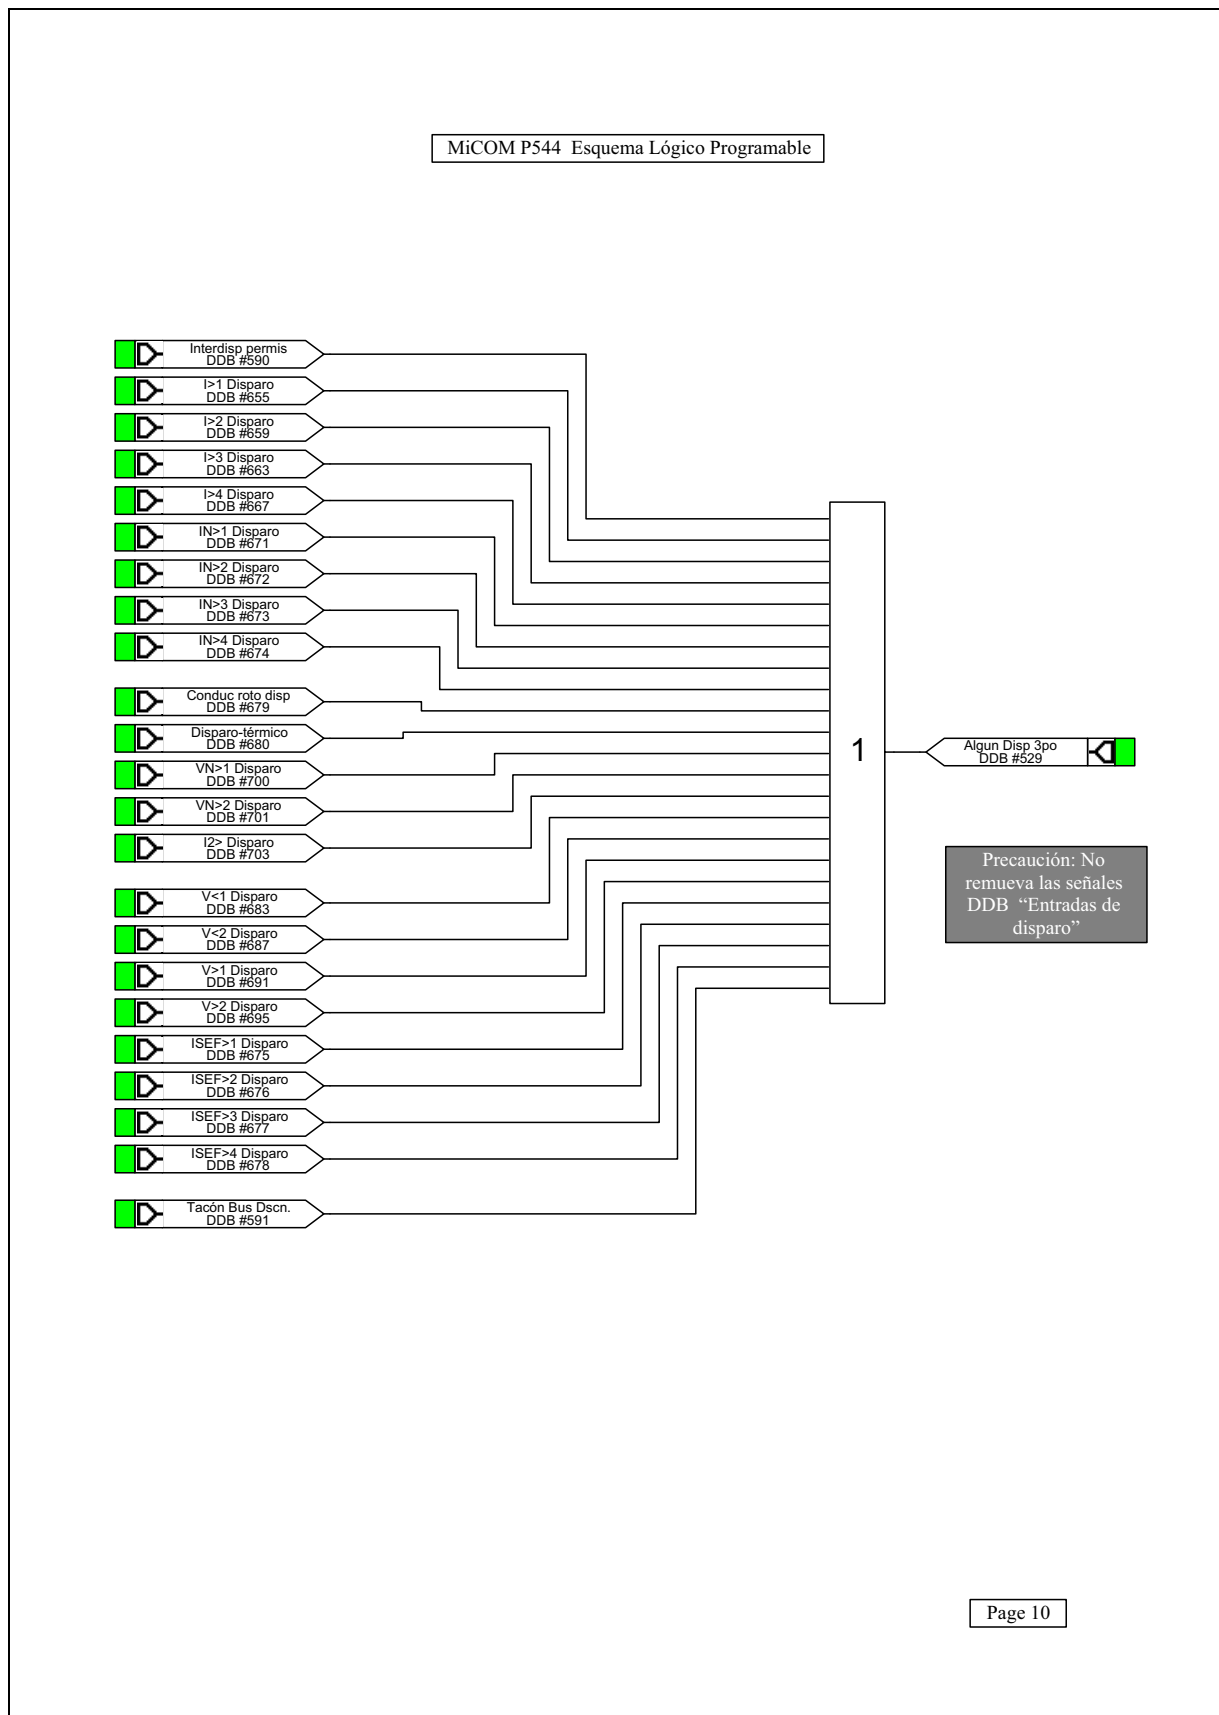 MiCOM P544 Esquema Lógico Programable
Interdisp permis
DDB #590
I>1 Disparo
DDB #655
I>2 Disparo
DDB #659
I>3 Disparo
DDB #663
I>4 Disparo
DDB #667
IN>1 Disparo
DDB #671
IN>2 Disparo
DDB #672
IN>3 Disparo
DDB #673
IN>4 Disparo
DDB #674
Conduc roto disp
DDB #679
Disparo-térmico
DDB #680
VN>1 Disparo
DDB #700
VN>2 Disparo
DDB #701
I2> Disparo
DDB #703
V<1 Disparo
DDB #683
V<2 Disparo
DDB #687
V>1 Disparo
DDB #691
V>2 Disparo
DDB #695
ISEF>1 Disparo
DDB #675
ISEF>2 Disparo
DDB #676
ISEF>3 Disparo
DDB #677
ISEF>4 Disparo
DDB #678
Tacón Bus Dscn.
DDB #591
1
Algun Disp 3po
DDB #529
Precaución: No
remueva las señales
DDB “Entradas de
disparo”
Page 10